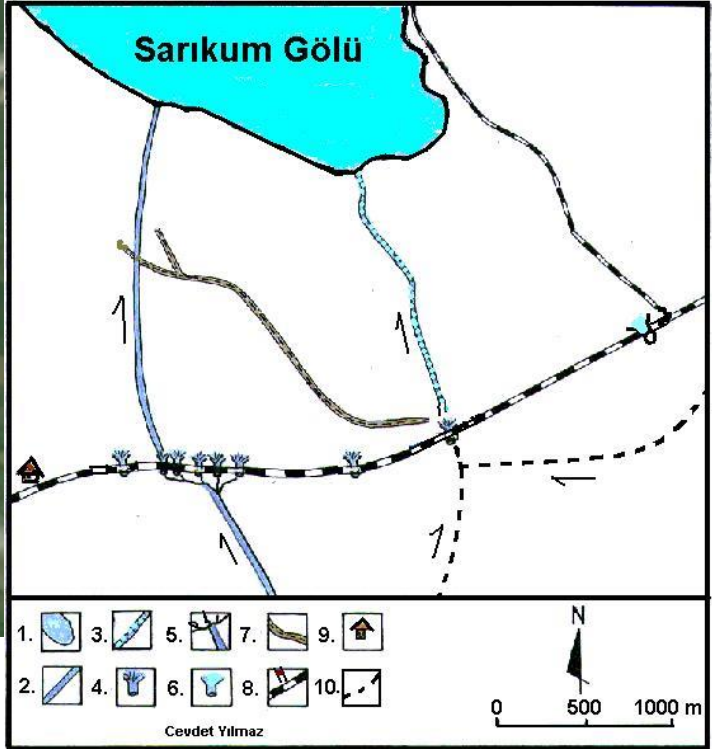 Sarıkum Gölü
1. 3. 5. 7. 9.
2. 4. 6. 8. 10.
N
0 500 1000 m
Cevdet Yılmaz